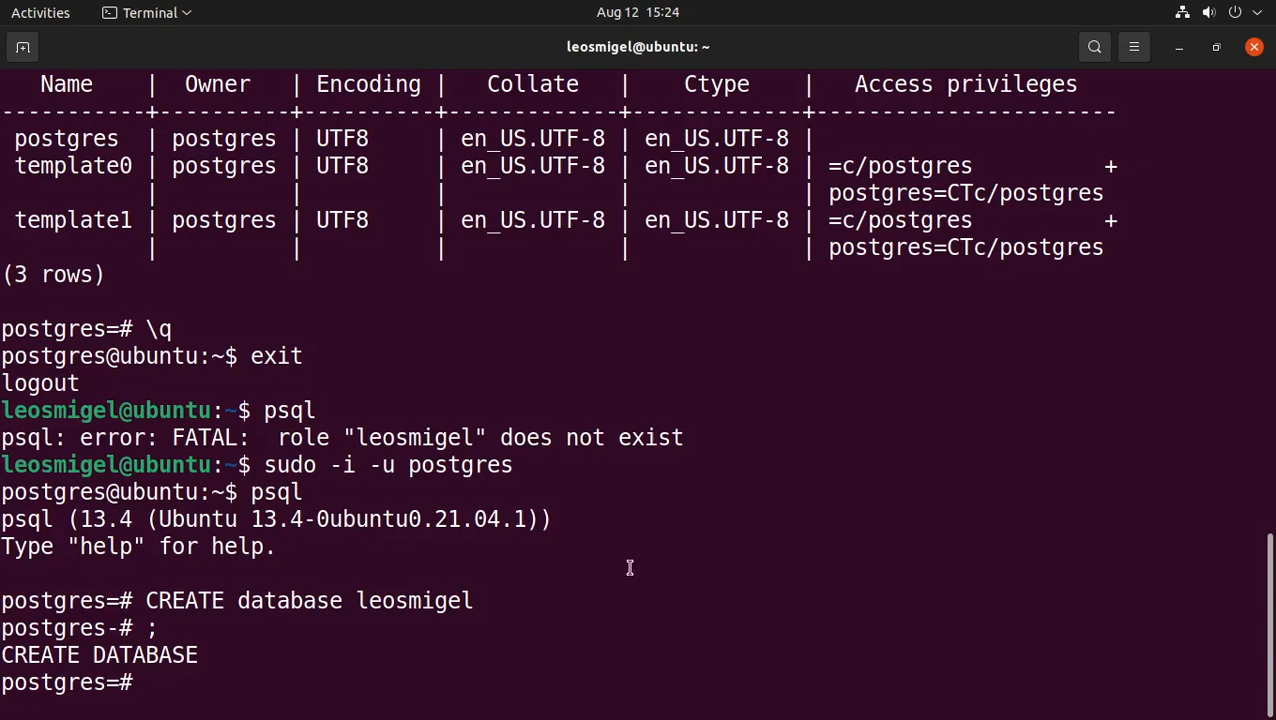 Activities Terminal Aug 12 15:24
leosmigel@ubuntu: ~
   Name    |  Owner   | Encoding |   Collate   |    Ctype    |   Access privileges
-----------+----------+----------+-------------+-------------+-----------------------
 postgres  | postgres | UTF8     | en_US.UTF-8 | en_US.UTF-8 |
 template0 | postgres | UTF8     | en_US.UTF-8 | en_US.UTF-8 | =c/postgres          +
           |          |          |             |             | postgres=CTc/postgres
 template1 | postgres | UTF8     | en_US.UTF-8 | en_US.UTF-8 | =c/postgres          +
           |          |          |             |             | postgres=CTc/postgres
(3 rows)
postgres=# \q
postgres@ubuntu:~$ exit
logout
leosmigel@ubuntu:~$ psql
psql: error: FATAL:  role "leosmigel" does not exist
leosmigel@ubuntu:~$ sudo -i -u postgres
postgres@ubuntu:~$ psql
psql (13.4 (Ubuntu 13.4-0ubuntu0.21.04.1))
Type "help" for help.
postgres=# CREATE database leosmigel
postgres-# ;
CREATE DATABASE
postgres=#